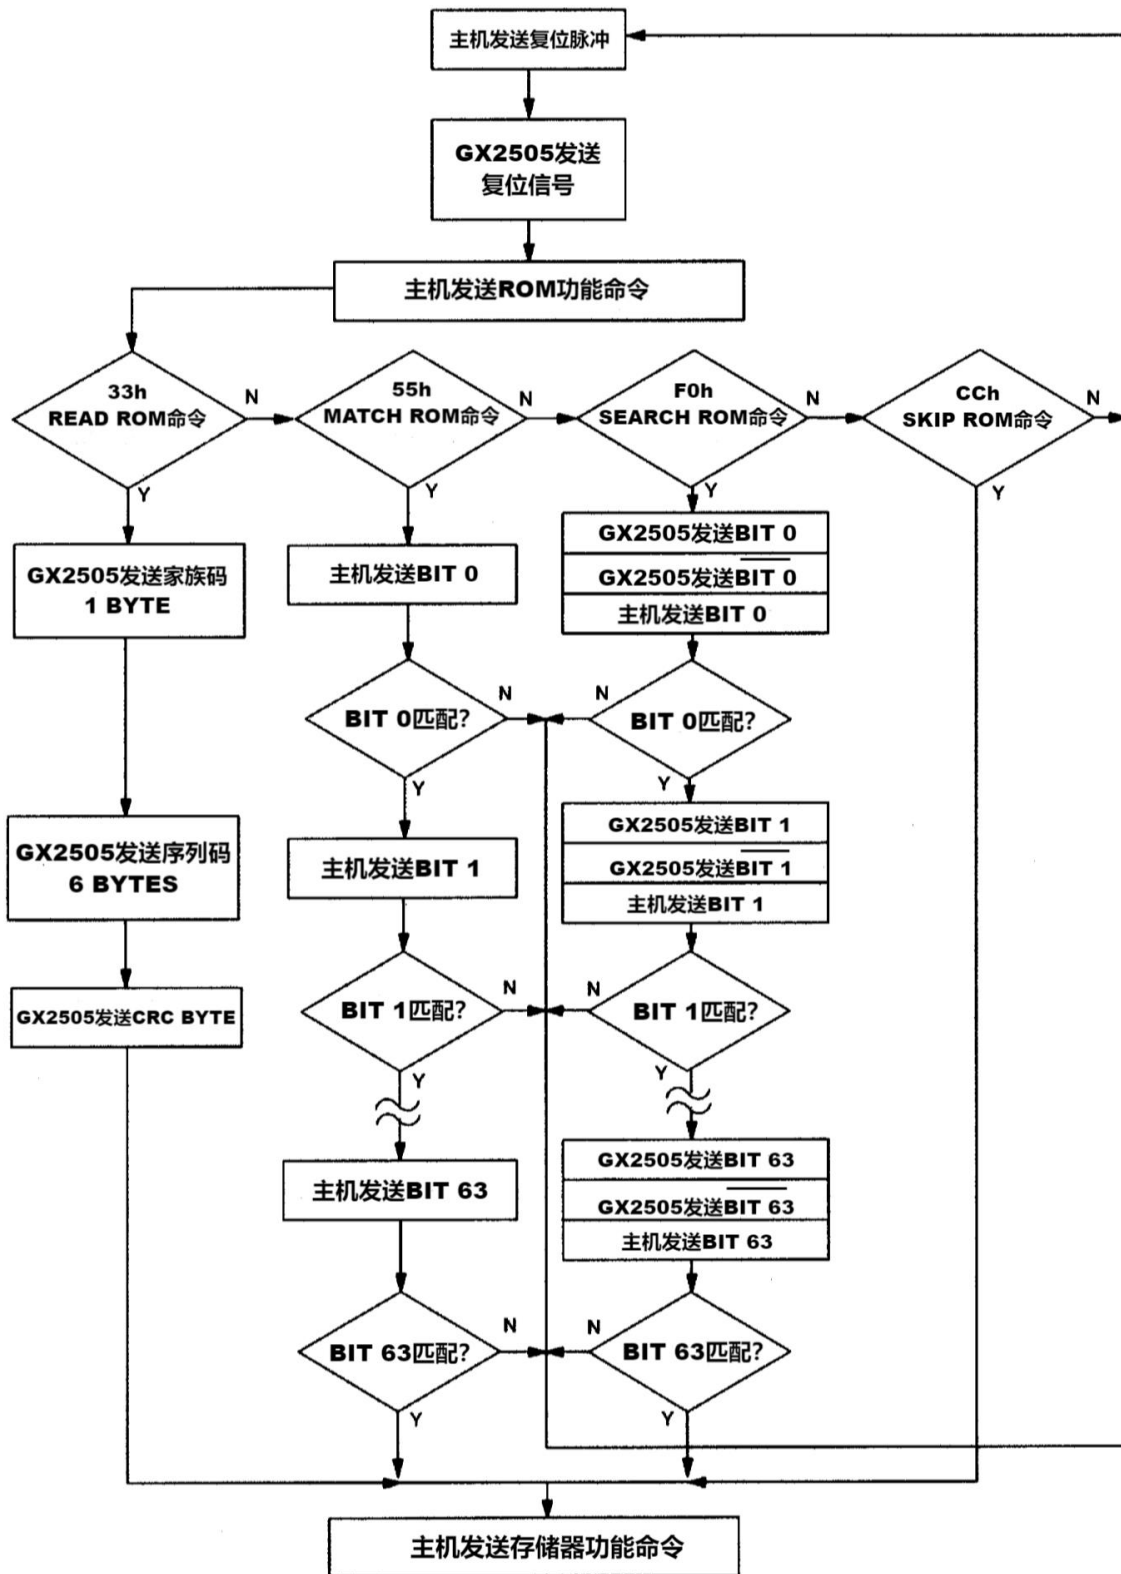 主机发送复位脉冲
GX2505发送
复位信号
主机发送ROM功能命令
33h
READ ROM命令
N
55h
MATCH ROM命令
N
F0h
SEARCH ROM命令
N
CCh
SKIP ROM命令
N
Y
Y
Y
Y
GX2505发送家族码
1 BYTE
主机发送BIT 0
GX2505发送BIT 0
GX2505发送BIT 0
主机发送BIT 0
BIT 0匹配?
N
N
BIT 0匹配?
Y
Y
GX2505发送序列码
6 BYTES
主机发送BIT 1
GX2505发送BIT 1
GX2505发送BIT 1
主机发送BIT 1
GX2505发送CRC BYTE
BIT 1匹配?
N
N
BIT 1匹配?
Y
Y
主机发送BIT 63
GX2505发送BIT 63
GX2505发送BIT 63
主机发送BIT 63
BIT 63匹配?
N
N
BIT 63匹配?
Y
Y
主机发送存储器功能命令